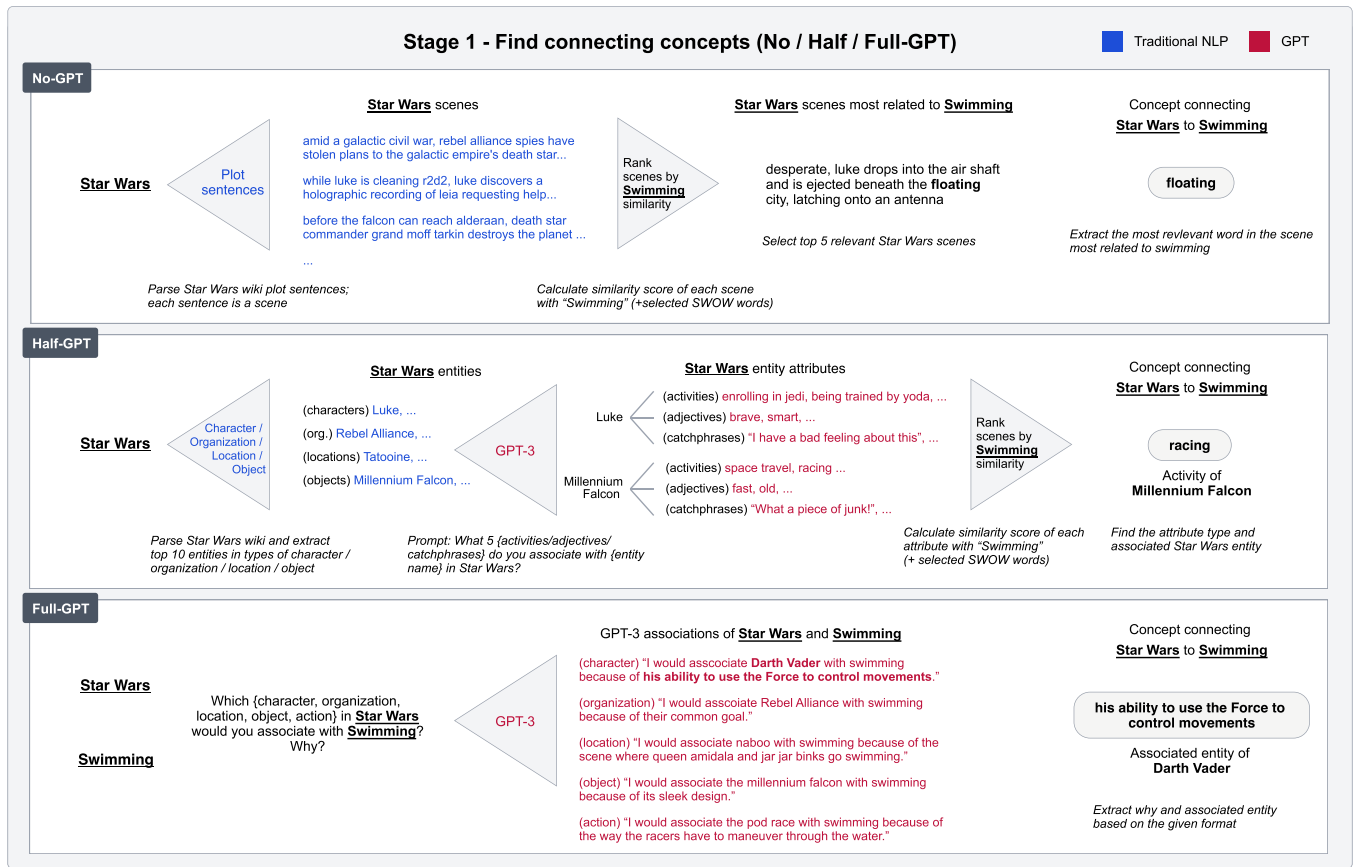 Stage 1 - Find connecting concepts (No / Half / Full-GPT)
Traditional NLP
GPT
No-GPT
Star Wars
Plot
sentences
Parse Star Wars wiki plot sentences;
each sentence is a scene
Star Wars scenes
amid a galactic civil war, rebel alliance spies have
stolen plans to the galactic empire's death star...
while luke is cleaning r2d2, luke discovers a
holographic recording of leia requesting help...
before the falcon can reach alderaan, death star
commander grand moff tarkin destroys the planet ...
...
Rank
scenes by
Swimming
similarity
Calculate similarity score of each scene
with “Swimming” (+selected SWOW words)
Star Wars scenes most related to Swimming
desperate, luke drops into the air shaft
and is ejected beneath the floating
city, latching onto an antenna
Select top 5 relevant Star Wars scenes
Concept connecting
Star Wars to Swimming
floating
Extract the most revlevant word in the scene
most related to swimming
Half-GPT
Star Wars
Character /
Organization /
Location /
Object
Parse Star Wars wiki and extract
top 10 entities in types of character /
organization / location / object
Star Wars entities
(characters) Luke, ...
(org.) Rebel Alliance, ...
(locations) Tatooine, ...
(objects) Millennium Falcon, ...
GPT-3
Prompt: What 5 {activities/adjectives/
catchphrases} do you associate with {entity
name} in Star Wars?
Star Wars entity attributes
Luke
(activities) enrolling in jedi, being trained by yoda, ...
(adjectives) brave, smart, ...
(catchphrases) “I have a bad feeling about this”, ...
Millennium
Falcon
(activities) space travel, racing ...
(adjectives) fast, old, ...
(catchphrases) “What a piece of junk!”, ...
Rank
scenes by
Swimming
similarity
Calculate similarity score of each
attribute with “Swimming”
(+ selected SWOW words)
Concept connecting
Star Wars to Swimming
racing
Activity of
Millennium Falcon
Find the attribute type and
associated Star Wars entity
Full-GPT
Star Wars
Swimming
Which {character, organization,
location, object, action} in Star Wars
would you associate with Swimming?
Why?
GPT-3
GPT-3 associations of Star Wars and Swimming
(character) “I would asscociate Darth Vader with swimming
because of his ability to use the Force to control movements.”
(organization) “I would asscoiate Rebel Alliance with swimming
because of their common goal.”
(location) “I would associate naboo with swimming because of the
scene where queen amidala and jar jar binks go swimming.”
(object) “I would associate the millennium falcon with swimming
because of its sleek design.”
(action) “I would associate the pod race with swimming because of
the way the racers have to maneuver through the water.”
Concept connecting
Star Wars to Swimming
his ability to use the Force to
control movements
Associated entity of
Darth Vader
Extract why and associated entity
based on the given format